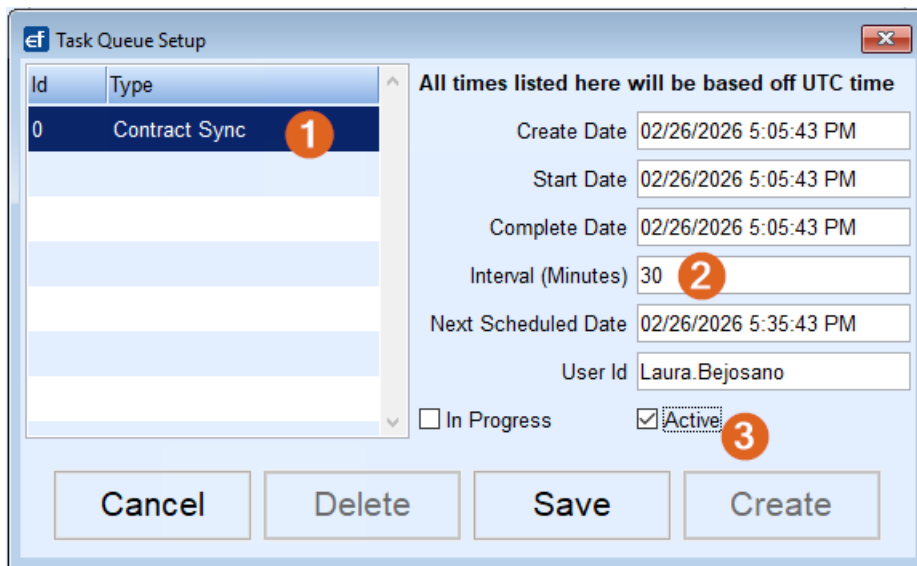 ef Task Queue Setup
Id Type
0 Contract Sync 1
All times listed here will be based off UTC time
Create Date 02/26/2026 5:05:43 PM
Start Date 02/26/2026 5:05:43 PM
Complete Date 02/26/2026 5:05:43 PM
Interval (Minutes) 30 2
Next Scheduled Date 02/26/2026 5:35:43 PM
User Id Laura.Bejosano
In Progress Active 3
Cancel Delete Save Create